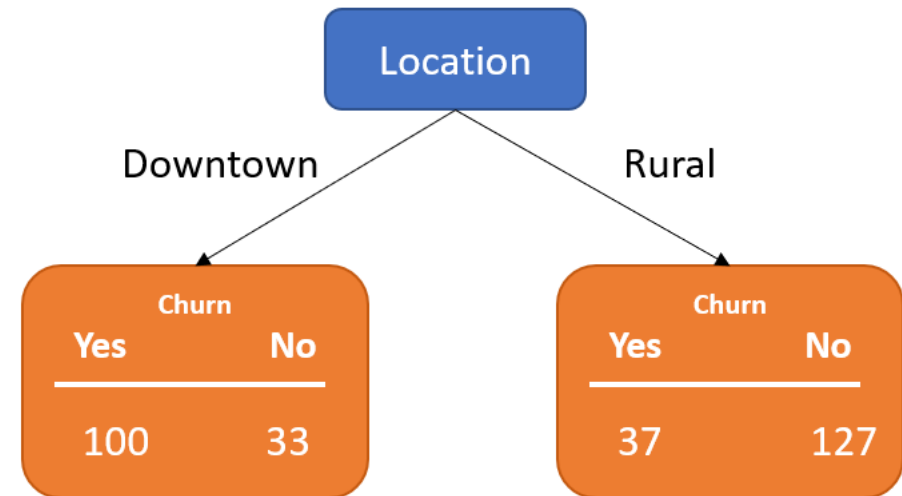 Location
Downtown Rural
Churn Churn
Yes No Yes No
100 33 37 127